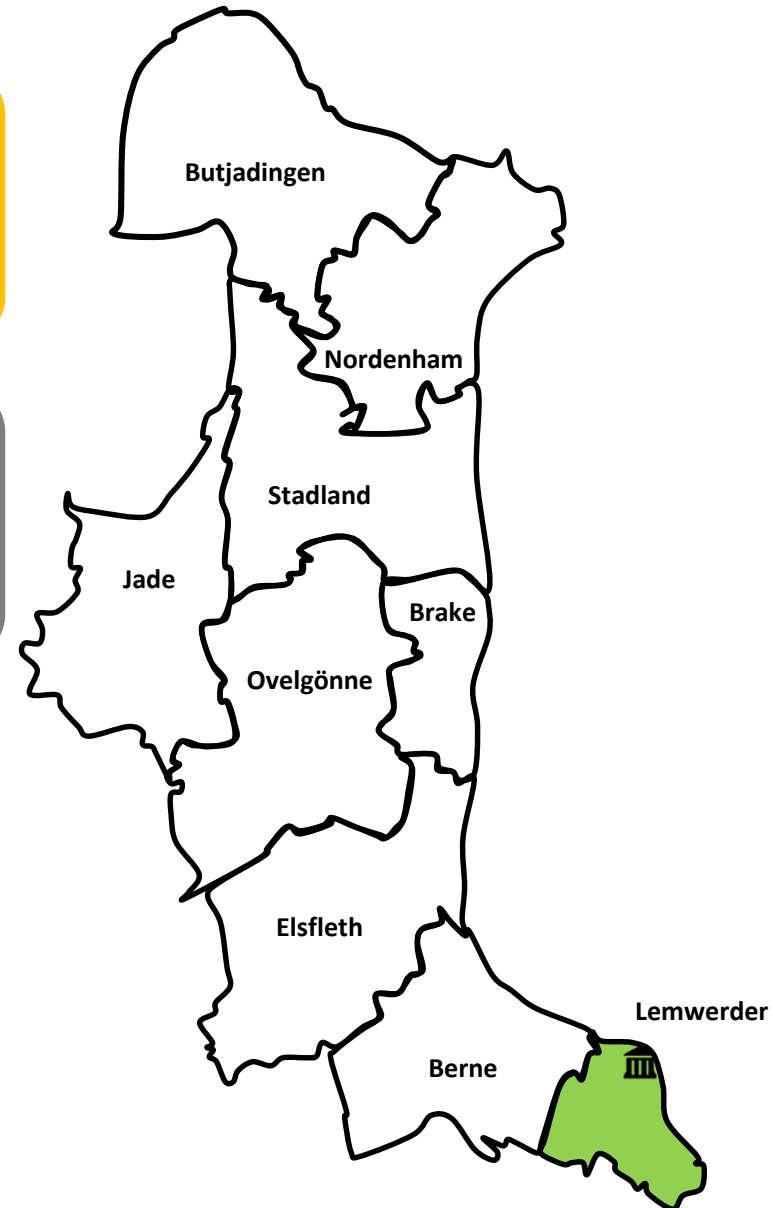 Butjadingen
Nordenham
Stadland
Jade
Brake
Ovelgönne
Elsfleth
Lemwerder
Berne